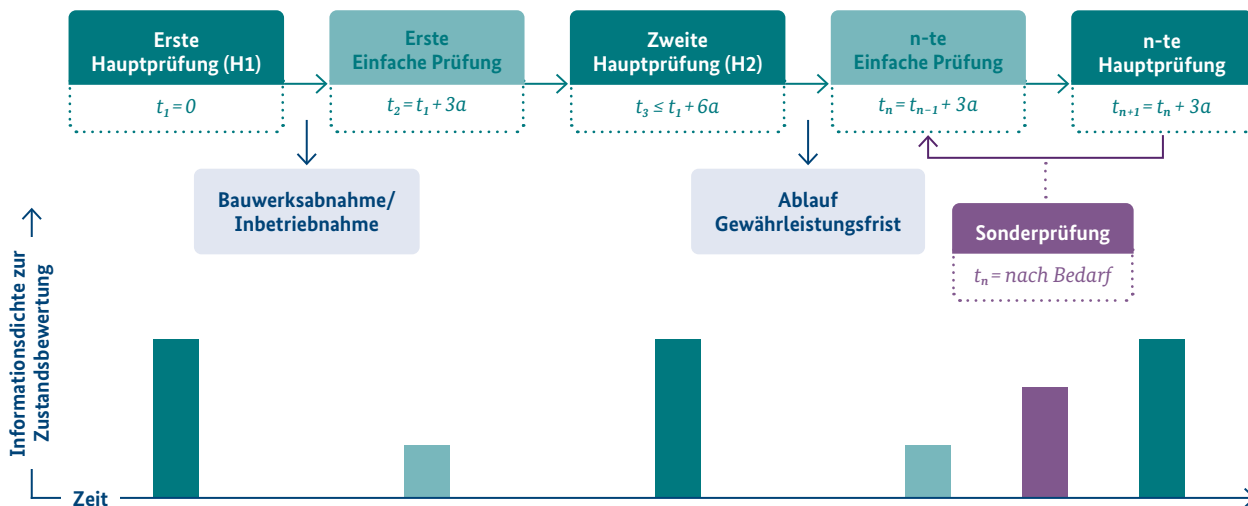 Erste
Hauptprüfung (H1)
t₁ = 0
Erste
Einfache Prüfung
t₂ = t₁ + 3a
Zweite
Hauptprüfung (H2)
t₃ ≤ t₁ + 6a
n-te
Einfache Prüfung
tₙ = tₙ₋₁ + 3a
n-te
Hauptprüfung
tₙ₊₁ = tₙ + 3a
Bauwerksabnahme/
Inbetriebnahme
Ablauf
Gewährleistungsfrist
Sonderprüfung
tₙ = nach Bedarf
Informationsdichte zur
Zustandsbewertung
Zeit